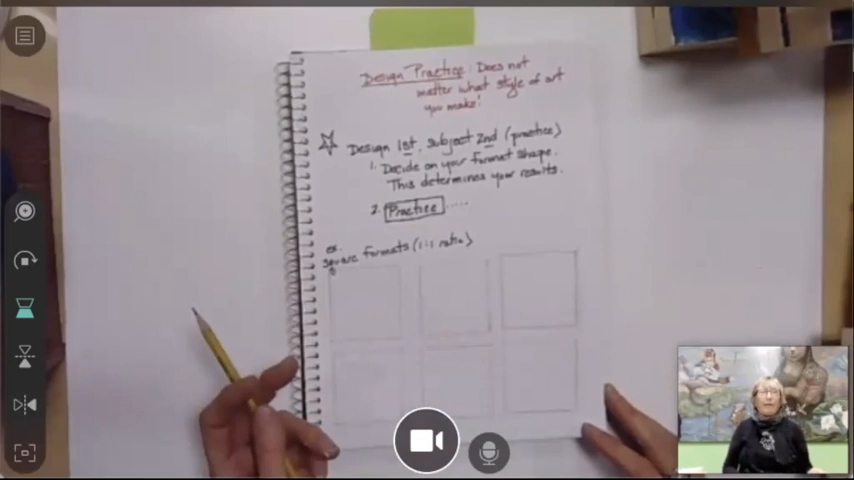 Design Practice: Does not
matter what style of art
you make!
Design 1st, subject 2nd (practice)
1. Decide on your format shape.
This determines your results.
2. Practice.....
ex.
square formats (1:1 ratio)